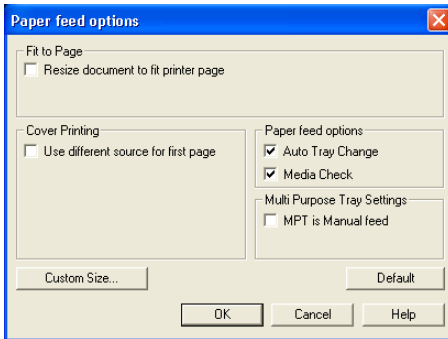 Paper feed options
Fit to Page
Resize document to fit printer page
Cover Printing
Use different source for first page
Paper feed options
Auto Tray Change
Media Check
Multi Purpose Tray Settings
MPT is Manual feed
Custom Size...
Default
OK
Cancel
Help